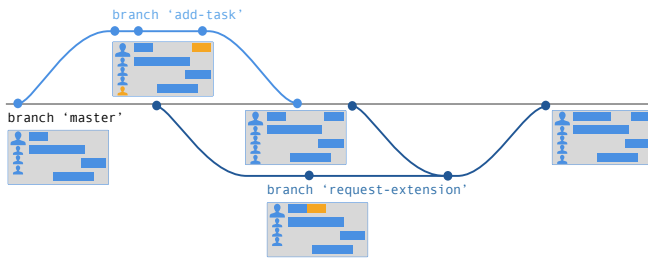 branch ‘add-task’
branch ‘master’
branch ‘request-extension’